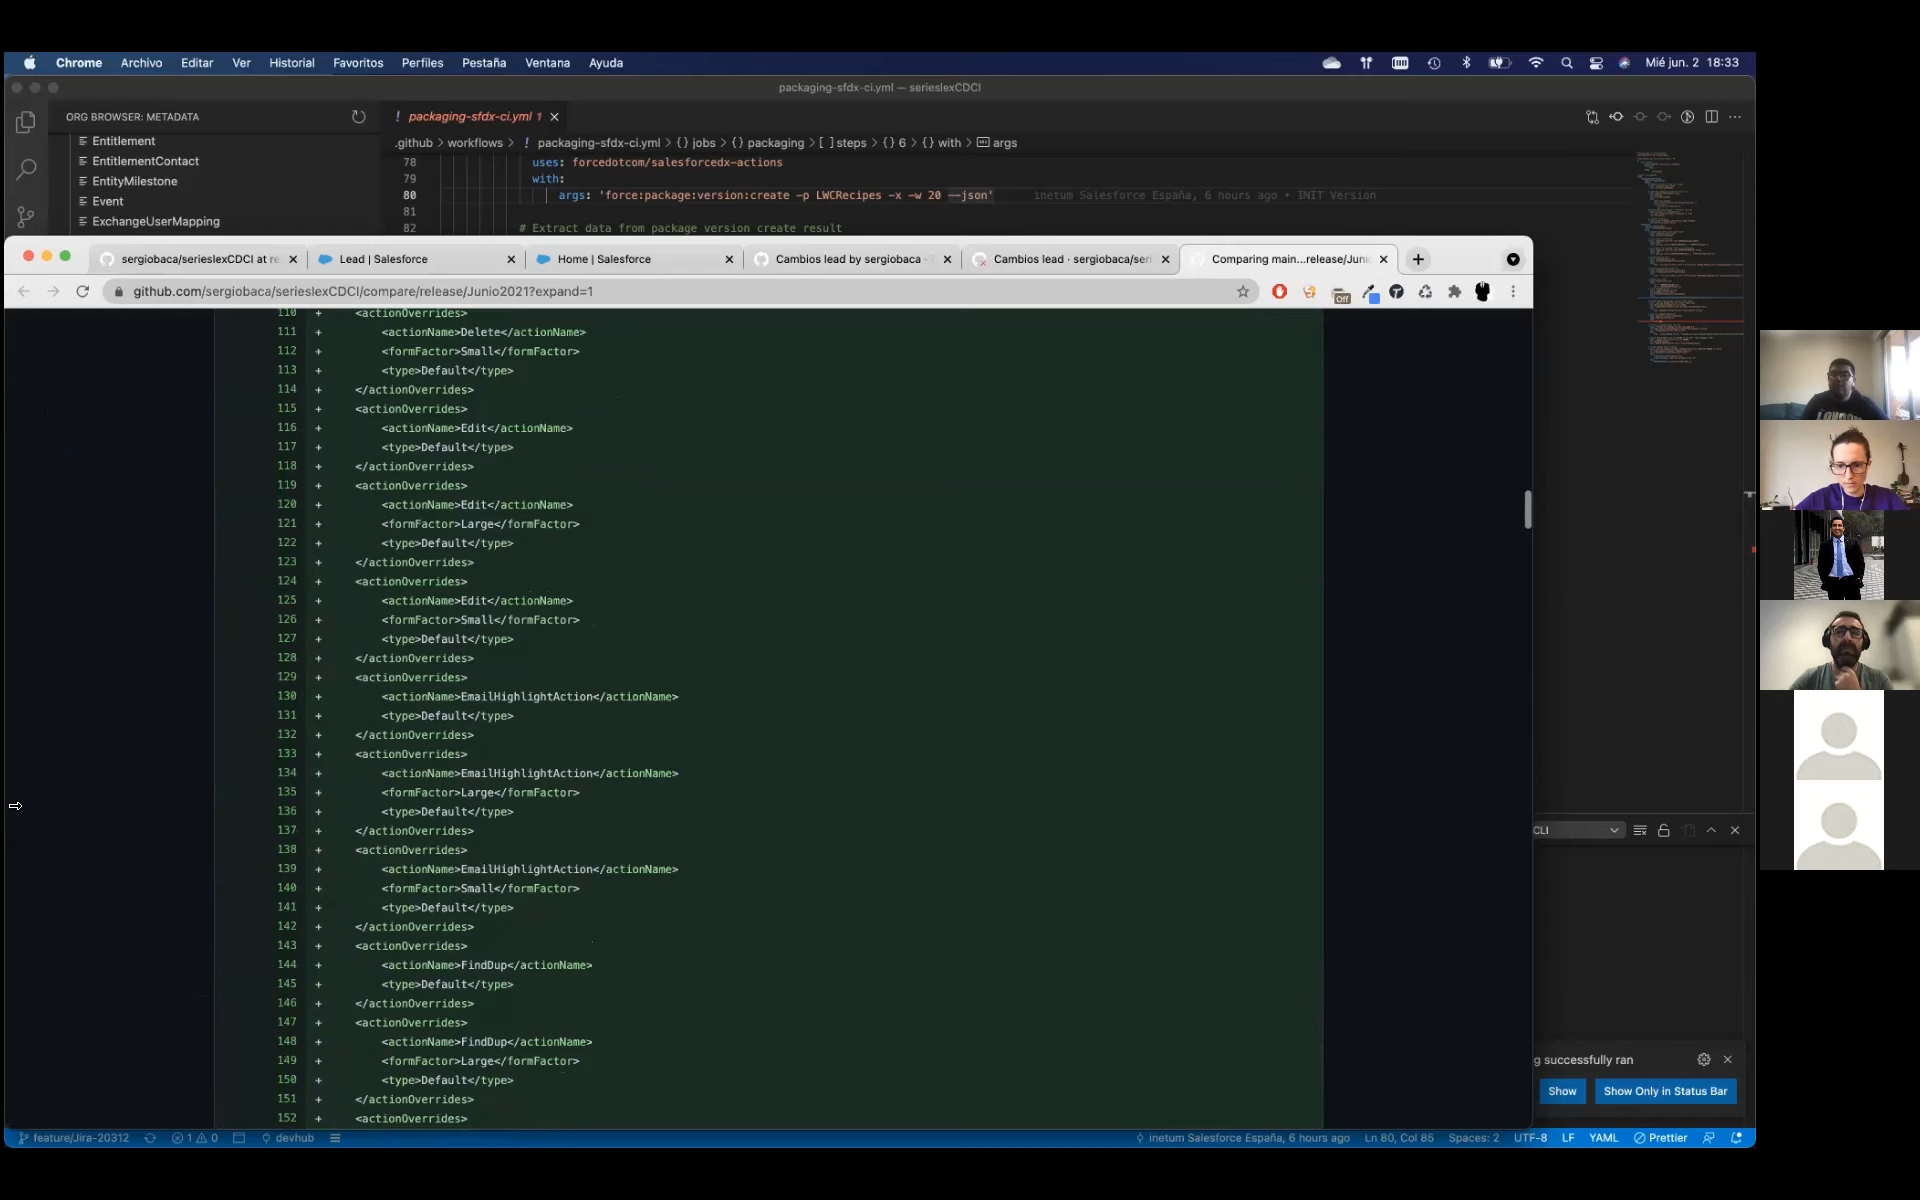 Chrome Archivo Editar Ver Historial Favoritos Perfiles Pestaña Ventana Ayuda Mié jun. 2 18:33
packaging-sfdx-ci.yml — serieslexCDCI
ORG BROWSER: METADATA
packaging-sfdx-ci.yml 1
Entitlement
EntitlementContact
EntityMilestone
Event
ExchangeUserMapping
.github > workflows > ! packaging-sfdx-ci.yml > {} jobs > {} packaging > [ ] steps > {} 6 > {} with > args
78 uses: forcedotcom/salesforcedx-actions
79 with:
80 args: 'force:package:version:create -p LWCRecipes -x -w 20 --json' inetum Salesforce España, 6 hours ago • INIT Version
81
82 # Extract data from package version create result
sergiobaca/serieslexCDCI at re
Lead | Salesforce
Home | Salesforce
Cambios lead by sergiobaca ·
Cambios lead · sergiobaca/seri
Comparing main...release/Juni
github.com/sergiobaca/serieslexCDCI/compare/release/Junio2021?expand=1
Off
110 + <actionOverrides>
111 + <actionName>Delete</actionName>
112 + <formFactor>Small</formFactor>
113 + <type>Default</type>
114 + </actionOverrides>
115 + <actionOverrides>
116 + <actionName>Edit</actionName>
117 + <type>Default</type>
118 + </actionOverrides>
119 + <actionOverrides>
120 + <actionName>Edit</actionName>
121 + <formFactor>Large</formFactor>
122 + <type>Default</type>
123 + </actionOverrides>
124 + <actionOverrides>
125 + <actionName>Edit</actionName>
126 + <formFactor>Small</formFactor>
127 + <type>Default</type>
128 + </actionOverrides>
129 + <actionOverrides>
130 + <actionName>EmailHighlightAction</actionName>
131 + <type>Default</type>
132 + </actionOverrides>
133 + <actionOverrides>
134 + <actionName>EmailHighlightAction</actionName>
135 + <formFactor>Large</formFactor>
136 + <type>Default</type>
137 + </actionOverrides>
138 + <actionOverrides>
139 + <actionName>EmailHighlightAction</actionName>
140 + <formFactor>Small</formFactor>
141 + <type>Default</type>
142 + </actionOverrides>
143 + <actionOverrides>
144 + <actionName>FindDup</actionName>
145 + <type>Default</type>
146 + </actionOverrides>
147 + <actionOverrides>
148 + <actionName>FindDup</actionName>
149 + <formFactor>Large</formFactor>
150 + <type>Default</type>
151 + </actionOverrides>
152 + <actionOverrides>
CLI
g successfully ran
Show
Show Only in Status Bar
feature/Jira-20312 1 0 devhub inetum Salesforce España, 6 hours ago Ln 80, Col 85 Spaces: 2 UTF-8 LF YAML Prettier